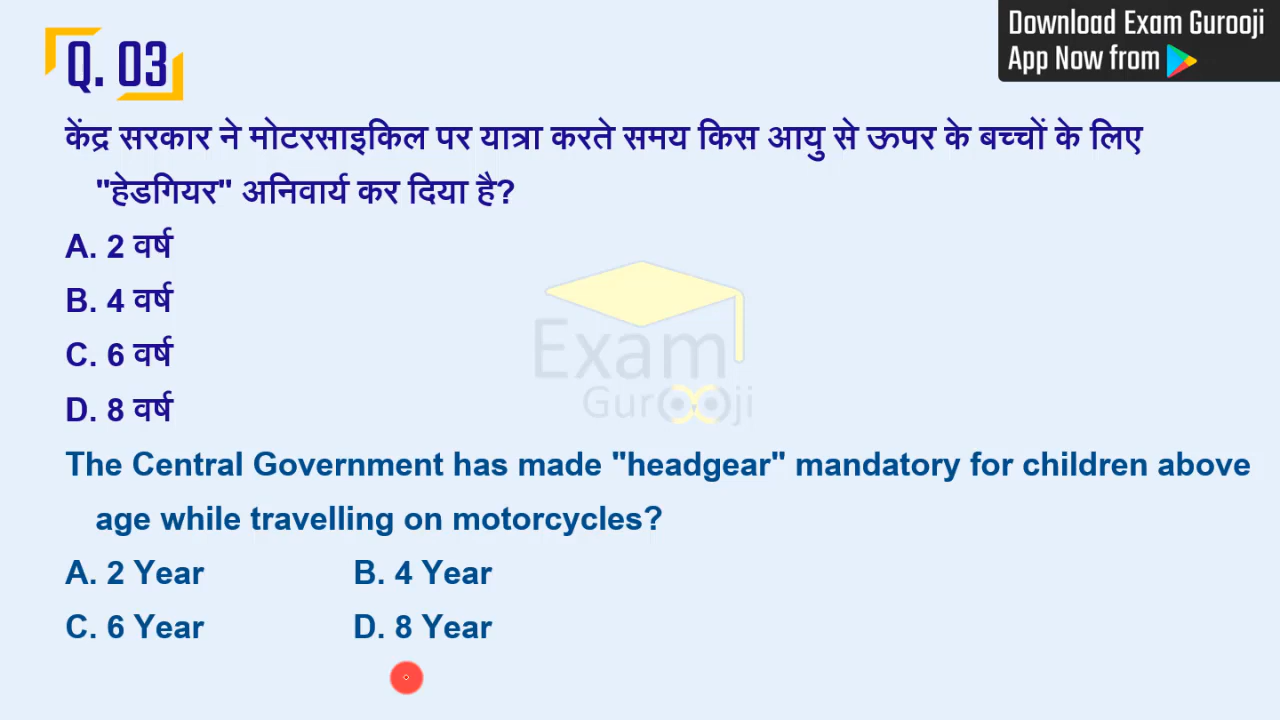 Download Exam Gurooji
App Now from
Q. 03
केंद्र सरकार ने मोटरसाइकिल पर यात्रा करते समय किस आयु से ऊपर के बच्चों के लिए
"हेडगियर" अनिवार्य कर दिया है?
A. 2 वर्ष
B. 4 वर्ष
C. 6 वर्ष
D. 8 वर्ष
Exam
Gurooji
The Central Government has made "headgear" mandatory for children above
age while travelling on motorcycles?
A. 2 Year B. 4 Year
C. 6 Year D. 8 Year